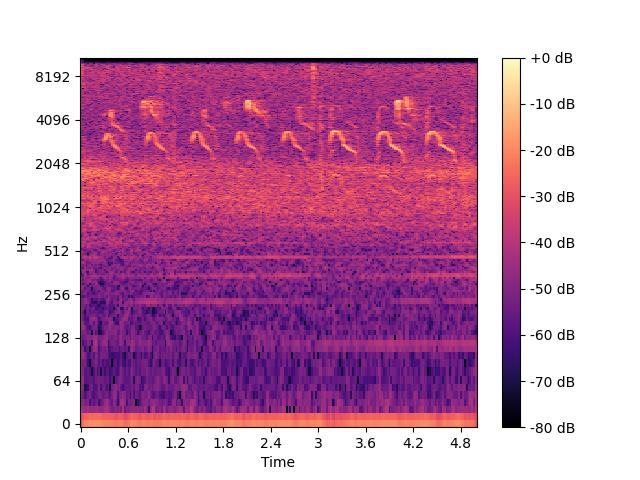 Hz
8192
4096
2048
1024
512
256
128
64
0
0 0.6 1.2 1.8 2.4 3 3.6 4.2 4.8
Time
+0 dB
-10 dB
-20 dB
-30 dB
-40 dB
-50 dB
-60 dB
-70 dB
-80 dB